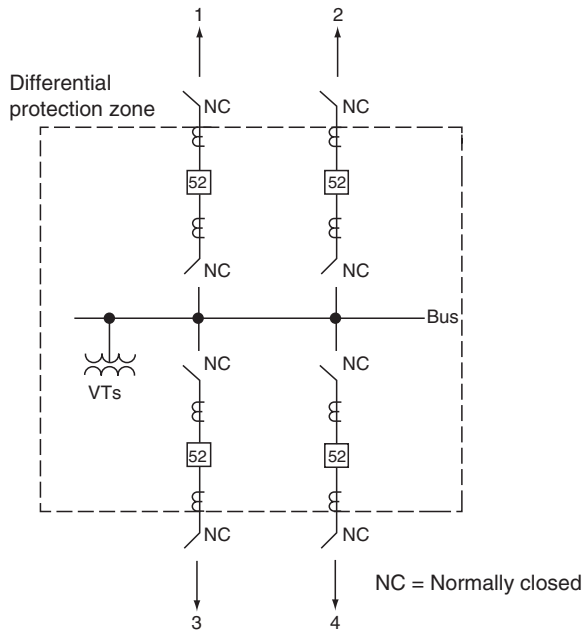 1
2
Differential
protection zone
NC
NC
52
52
NC
NC
Bus
VTs
NC
NC
52
52
NC
NC
NC = Normally closed
3
4